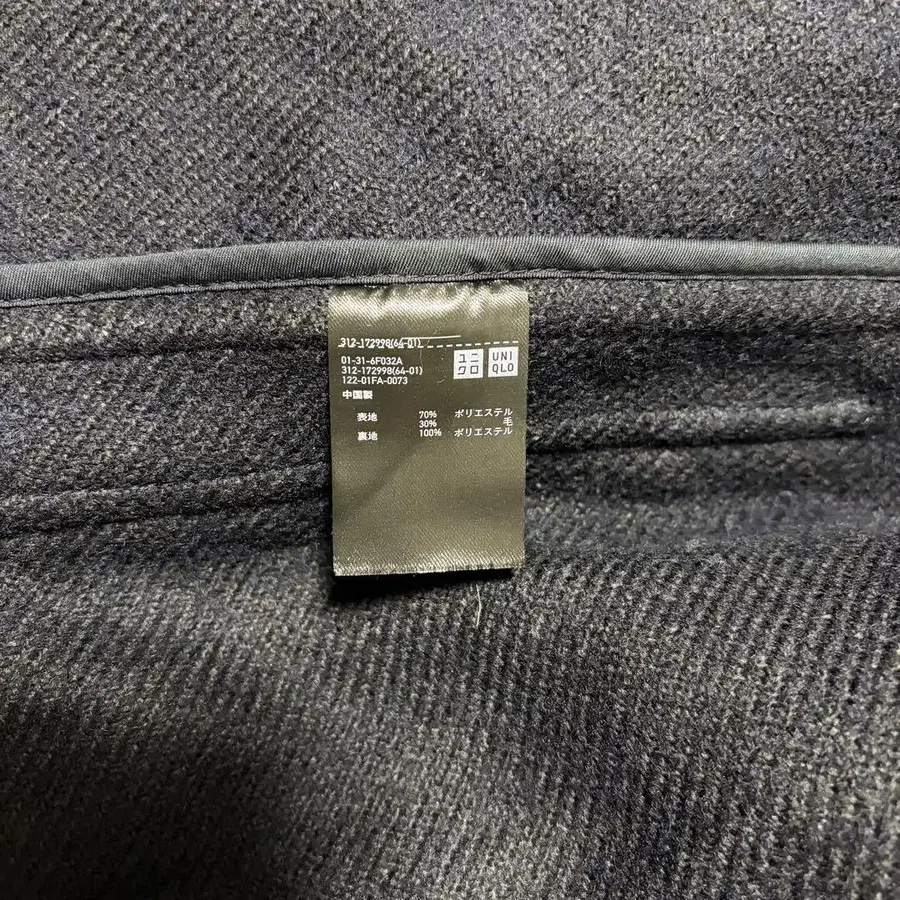 312-172998(64-01)
01-31-6F032A
312-172998(64-01)
122-01FA-0073
中国製
ユニ
クロ
UNI
QLO
表地 70% ポリエステル
30% 毛
裏地 100% ポリエステル